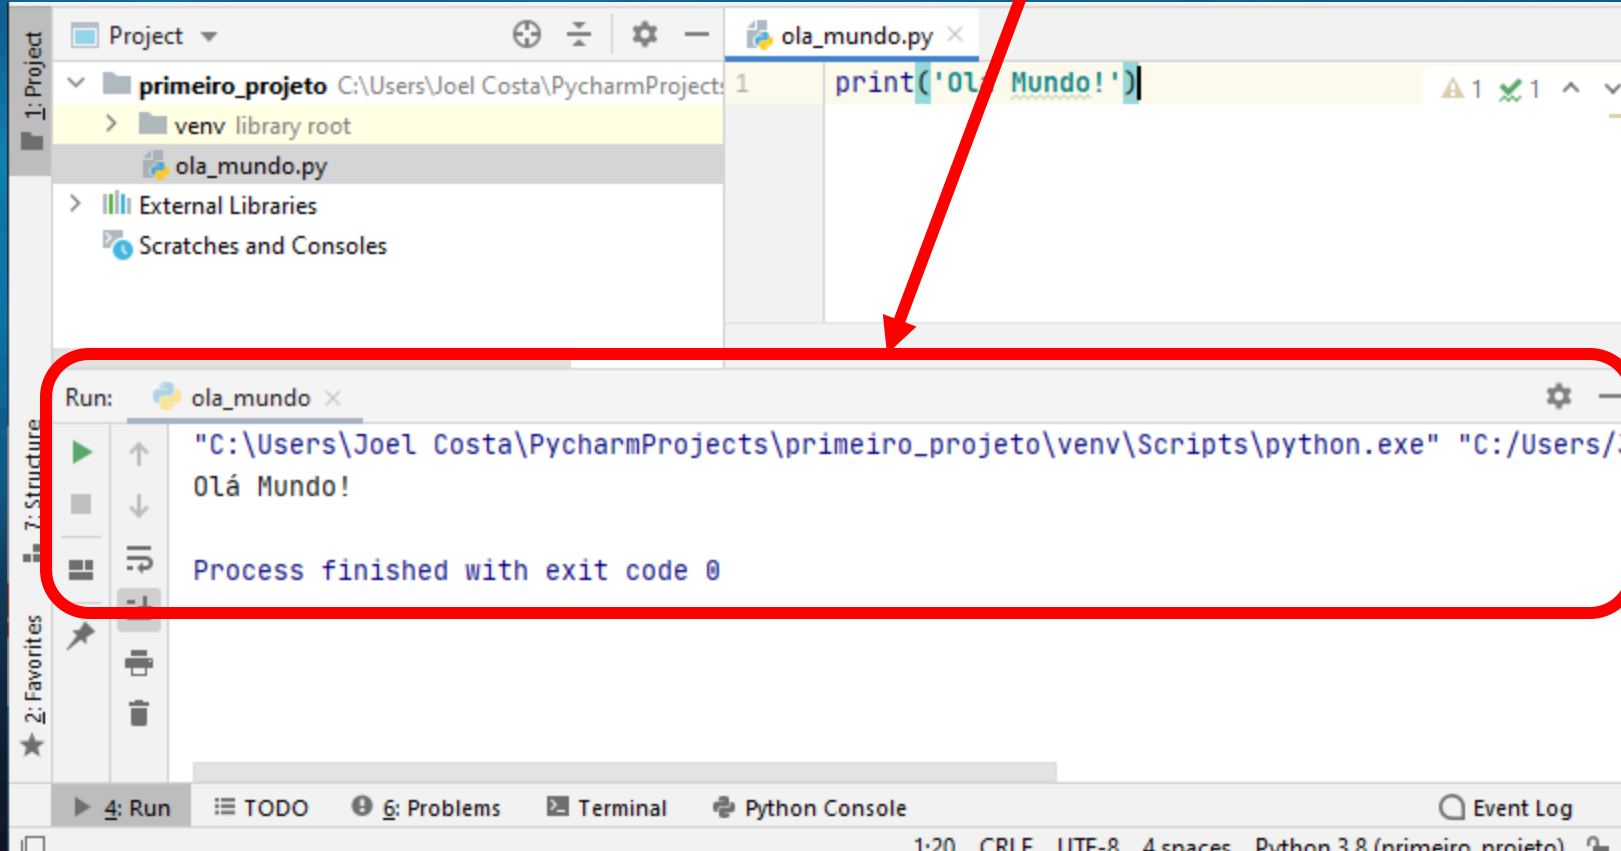 1: Project
Project
ola_mundo.py
primeiro_projeto C:\Users\Joel Costa\PycharmProjects
1 print('Olá Mundo!')
1 1
venv library root
ola_mundo.py
External Libraries
Scratches and Consoles
Run: ola_mundo
7: Structure
"C:\Users\Joel Costa\PycharmProjects\primeiro_projeto\venv\Scripts\python.exe" "C:/Users/J
Olá Mundo!
Process finished with exit code 0
2: Favorites
4: Run TODO 6: Problems Terminal Python Console Event Log
1:20 CRLF UTF-8 4 spaces Python 3.8 (primeiro_projeto)